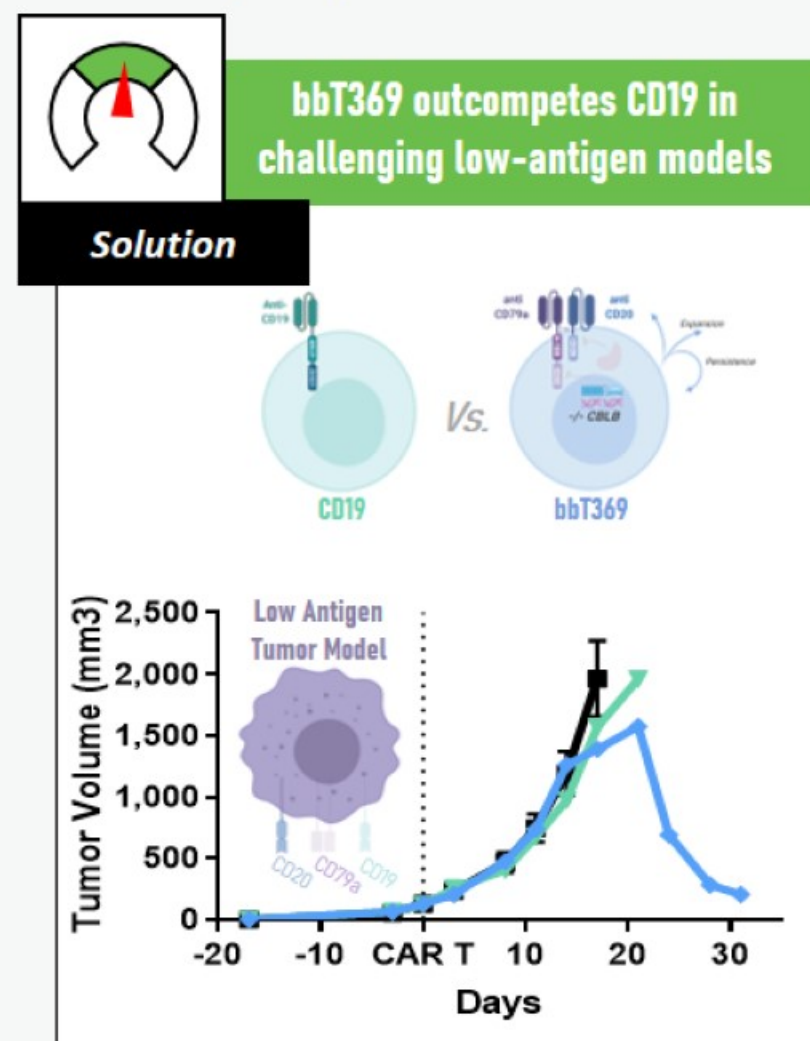 bbT369 outcompetes CD19 in
challenging low-antigen models
Solution
Anti-
CD19
anti
CD79a
anti
CD20
Expansion
Persistence
-/- CBLB
Vs.
CD19
bbT369
Tumor Volume (mm3)
2,500
2,000
1,500
1,000
500
0
Low Antigen
Tumor Model
CD20
CD79a
CD19
-20 -10 CAR T 10 20 30
Days